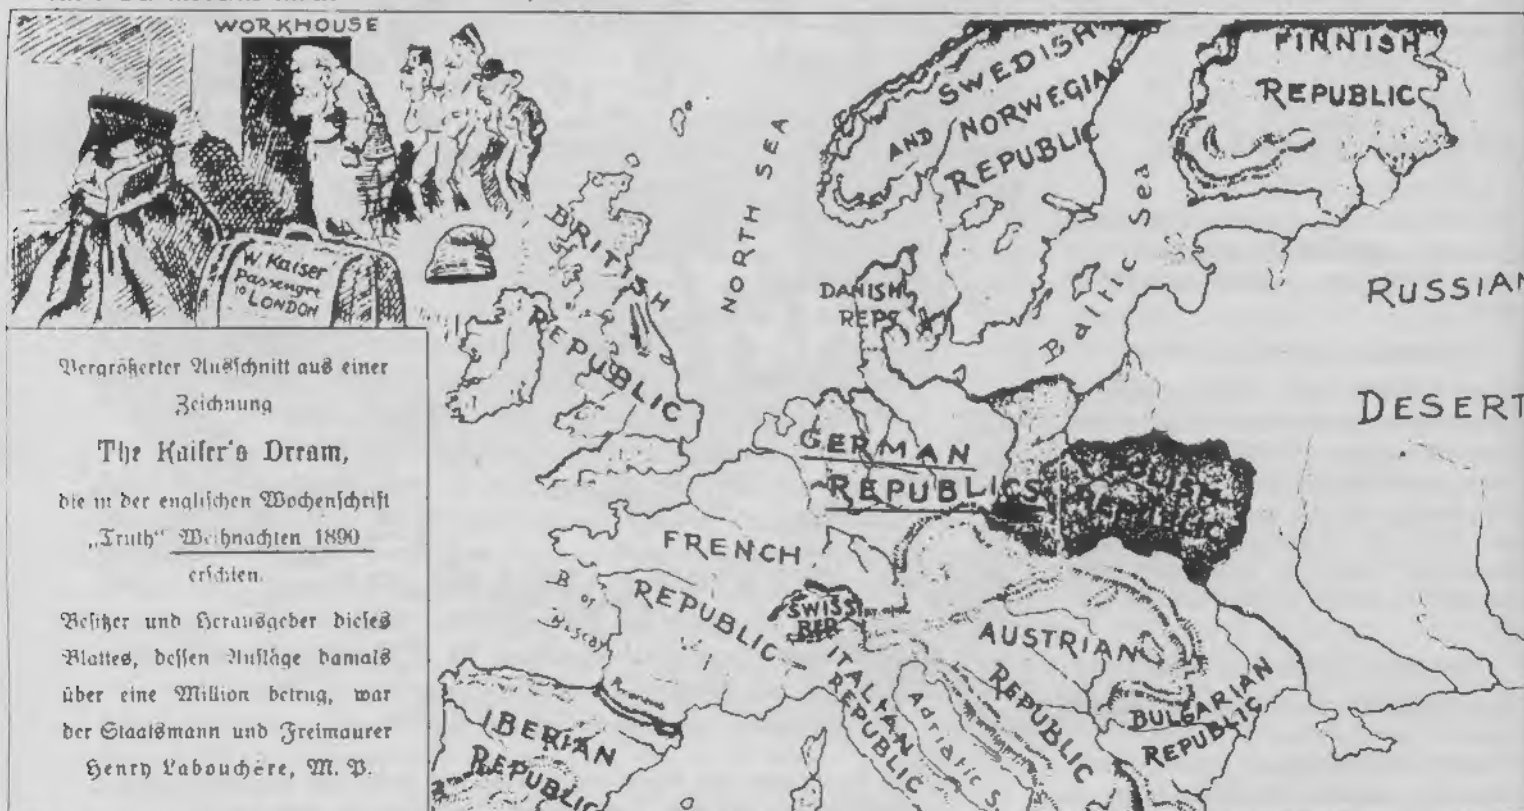 WORKHOUSE
W. Kaiser
Passengre
to LONDON
Vergrößerter Ausschnitt aus einer
Zeichnung
The Kaiser's Dream,
die in der englischen Wochenschrift
„Truth“ Weihnachten 1890
erschien.
Besitzer und Herausgeber dieses
Blattes, dessen Auflage damals
über eine Million betrug, war
der Staatsmann und Freimaurer
Henry Labouchère, M. P.
BRITISH
REPUBLIC
NORTH SEA
SWEDISH
AND NORWEGIAN
REPUBLIC
FINNISH
REPUBLIC
Baltic Sea
DANISH
REPS
RUSSIAN
DESERT
GERMAN
REPUBLICS
POLISH
REPUBLIC
FRENCH
REPUBLIC
B
of
Biscay
SWISS
REP
AUSTRIAN
REPUBLIC
ITALIAN
REPUBLIC
Adriatic S.
BULGARIAN
REPUBLIC
IBERIAN
REPUBLIC